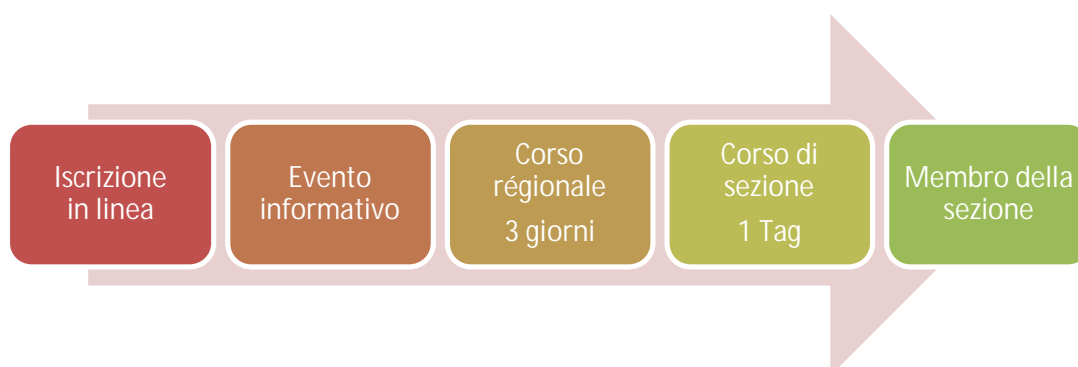 Iscrizione
in linea
Evento
informativo
Corso
régionale
3 giorni
Corso di
sezione
1 Tag
Membro della
sezione